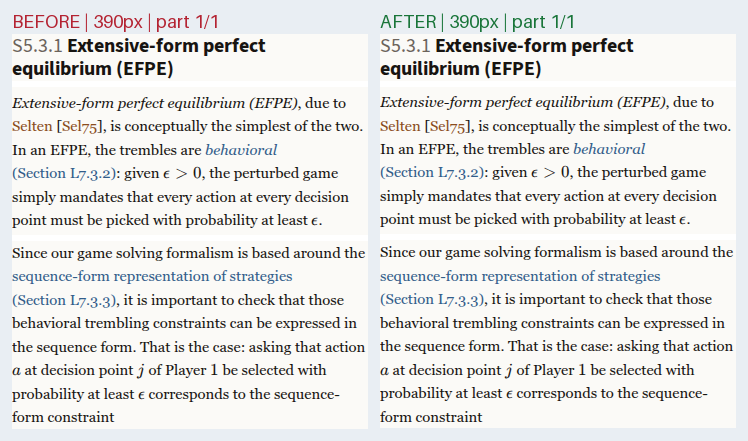 BEFORE | 390px | part 1/1
S5.3.1 Extensive-form perfect
equilibrium (EFPE)
Extensive-form perfect equilibrium (EFPE), due to
Selten [Sel75], is conceptually the simplest of the two.
In an EFPE, the trembles are behavioral
(Section L7.3.2): given ϵ > 0, the perturbed game
simply mandates that every action at every decision
point must be picked with probability at least ϵ.
Since our game solving formalism is based around the
sequence-form representation of strategies
(Section L7.3.3), it is important to check that those
behavioral trembling constraints can be expressed in
the sequence form. That is the case: asking that action
a at decision point j of Player 1 be selected with
probability at least ϵ corresponds to the sequence-
form constraint
AFTER | 390px | part 1/1
S5.3.1 Extensive-form perfect
equilibrium (EFPE)
Extensive-form perfect equilibrium (EFPE), due to
Selten [Sel75], is conceptually the simplest of the two.
In an EFPE, the trembles are behavioral
(Section L7.3.2): given ϵ > 0, the perturbed game
simply mandates that every action at every decision
point must be picked with probability at least ϵ.
Since our game solving formalism is based around the
sequence-form representation of strategies
(Section L7.3.3), it is important to check that those
behavioral trembling constraints can be expressed in
the sequence form. That is the case: asking that action
a at decision point j of Player 1 be selected with
probability at least ϵ corresponds to the sequence-
form constraint